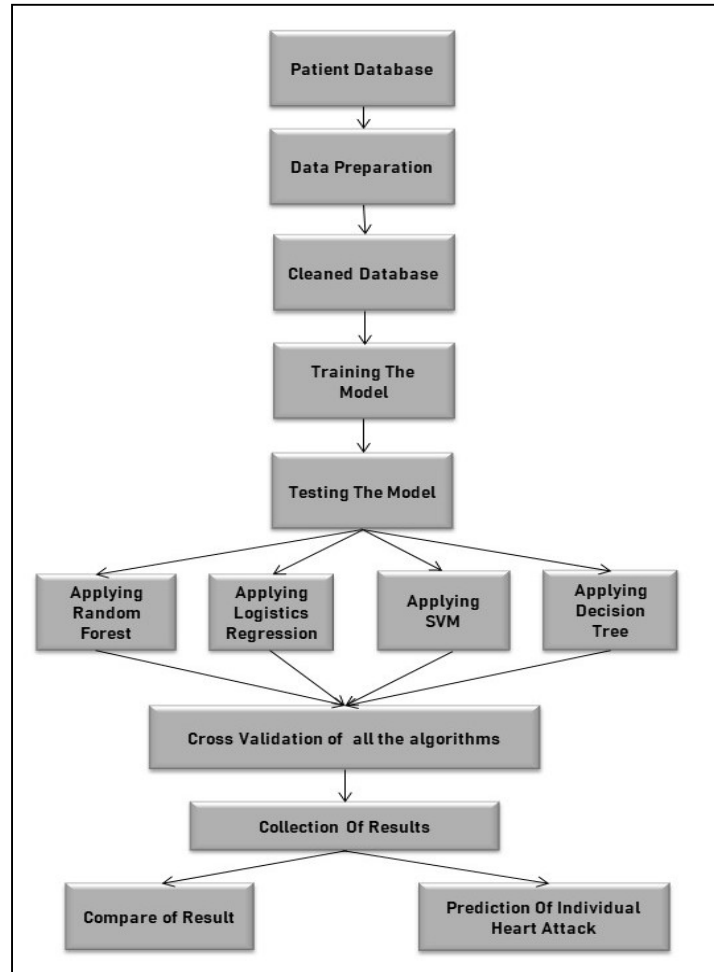 Patient Database
Data Preparation
Cleaned Database
Training The
Model
Testing The Model
Applying
Random
Forest
Applying
Logistics
Regression
Applying
SVM
Applying
Decision
Tree
Cross Validation of all the algorithms
Collection Of Results
Compare of Result
Prediction Of Individual
Heart Attack